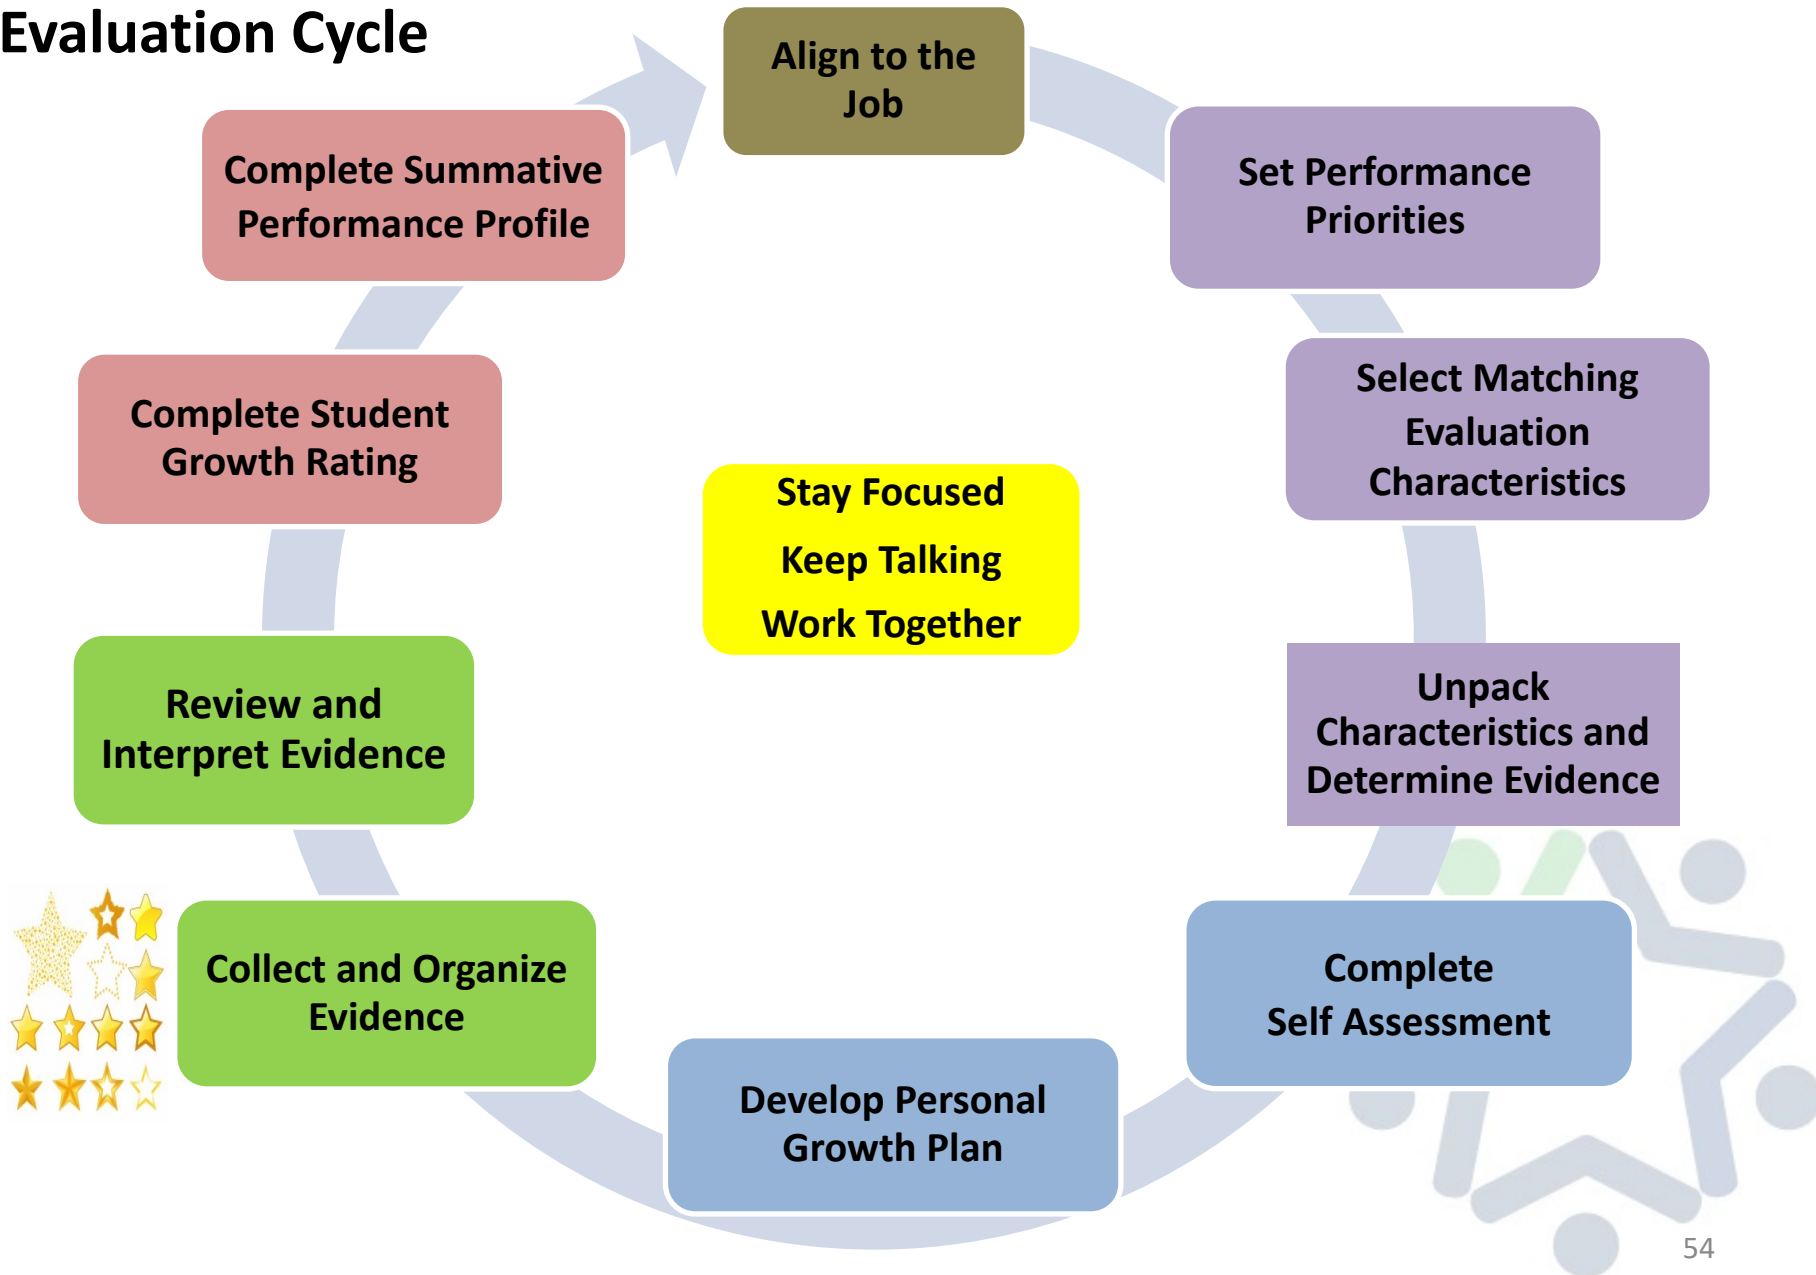 Evaluation Cycle
Align to the
Job
Set Performance
Priorities
Select Matching
Evaluation
Characteristics
Unpack
Characteristics and
Determine Evidence
Complete
Self Assessment
Develop Personal
Growth Plan
Collect and Organize
Evidence
Review and
Interpret Evidence
Complete Student
Growth Rating
Complete Summative
Performance Profile
Stay Focused
Keep Talking
Work Together
54